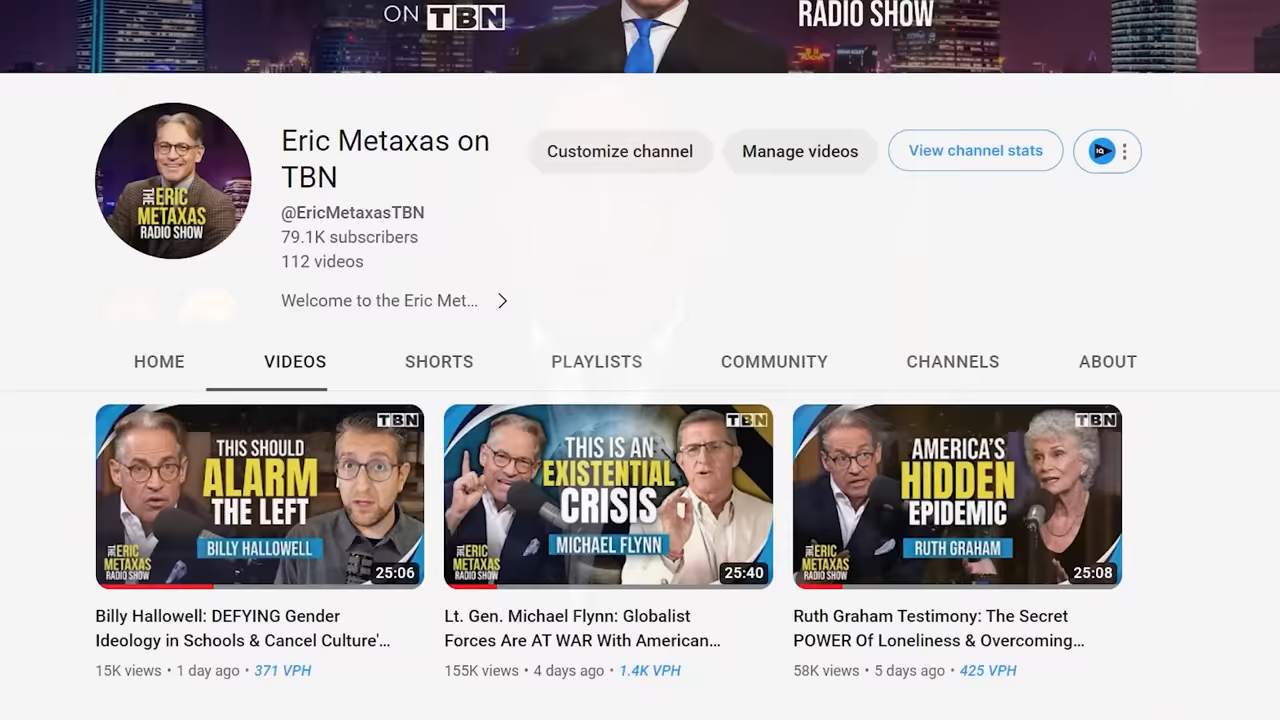 ON TBN
RADIO SHOW
THE ERIC
METAXAS
RADIO SHOW
Eric Metaxas on
TBN
@EricMetaxasTBN
79.1K subscribers
112 videos
Welcome to the Eric Met...
Customize channel
Manage videos
View channel stats
IQ
HOME
VIDEOS
SHORTS
PLAYLISTS
COMMUNITY
CHANNELS
ABOUT
TBN
THIS SHOULD
ALARM
THE LEFT
BILLY HALLOWELL
THE ERIC
METAXAS
RADIO SHOW
25:06
TBN
THIS IS AN
EXISTENTIAL
CRISIS
MICHAEL FLYNN
THE ERIC
METAXAS
RADIO SHOW
25:40
TBN
AMERICA'S
HIDDEN
EPIDEMIC
RUTH GRAHAM
THE ERIC
METAXAS
RADIO SHOW
25:08
Billy Hallowell: DEFYING Gender
Ideology in Schools & Cancel Culture'...
15K views • 1 day ago • 371 VPH
Lt. Gen. Michael Flynn: Globalist
Forces Are AT WAR With American...
155K views • 4 days ago • 1.4K VPH
Ruth Graham Testimony: The Secret
POWER Of Loneliness & Overcoming...
58K views • 5 days ago • 425 VPH